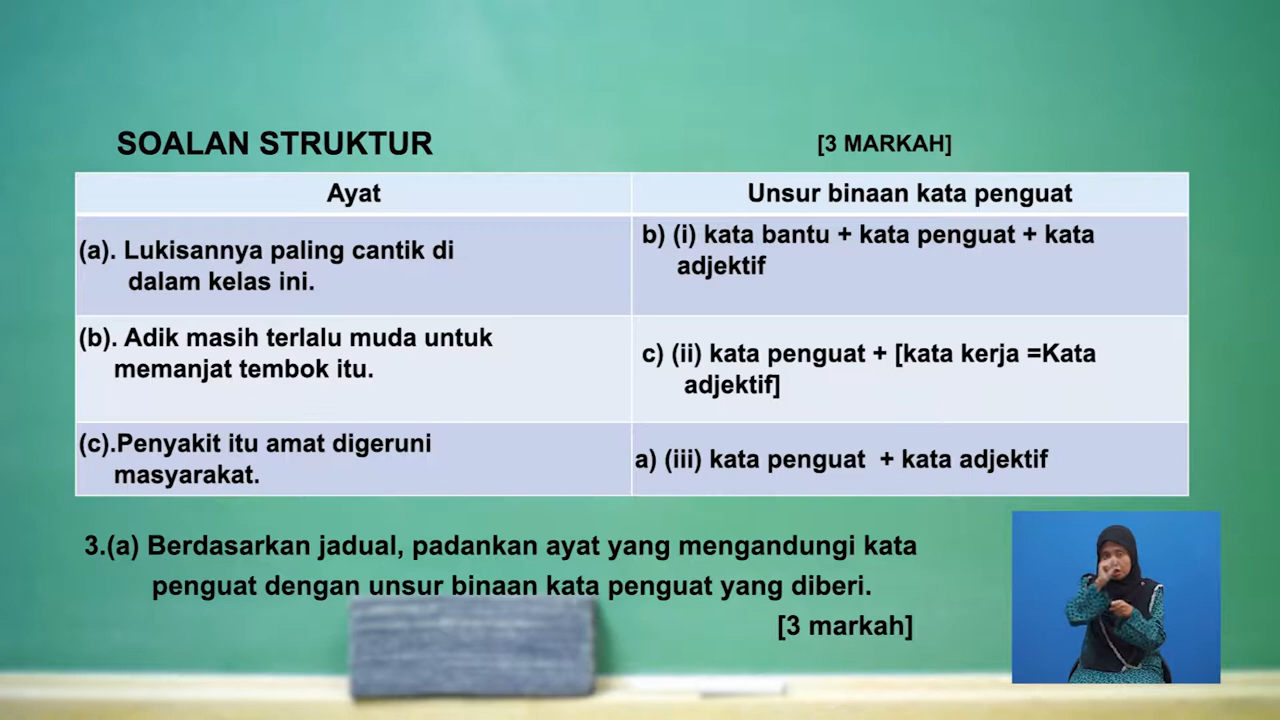 SOALAN STRUKTUR
[3 MARKAH]
Ayat
Unsur binaan kata penguat
(a). Lukisannya paling cantik di
dalam kelas ini.
b) (i) kata bantu + kata penguat + kata
adjektif
(b). Adik masih terlalu muda untuk
memanjat tembok itu.
c) (ii) kata penguat + [kata kerja =Kata
adjektif]
(c).Penyakit itu amat digeruni
masyarakat.
a) (iii) kata penguat + kata adjektif
3.(a) Berdasarkan jadual, padankan ayat yang mengandungi kata
penguat dengan unsur binaan kata penguat yang diberi.
[3 markah]